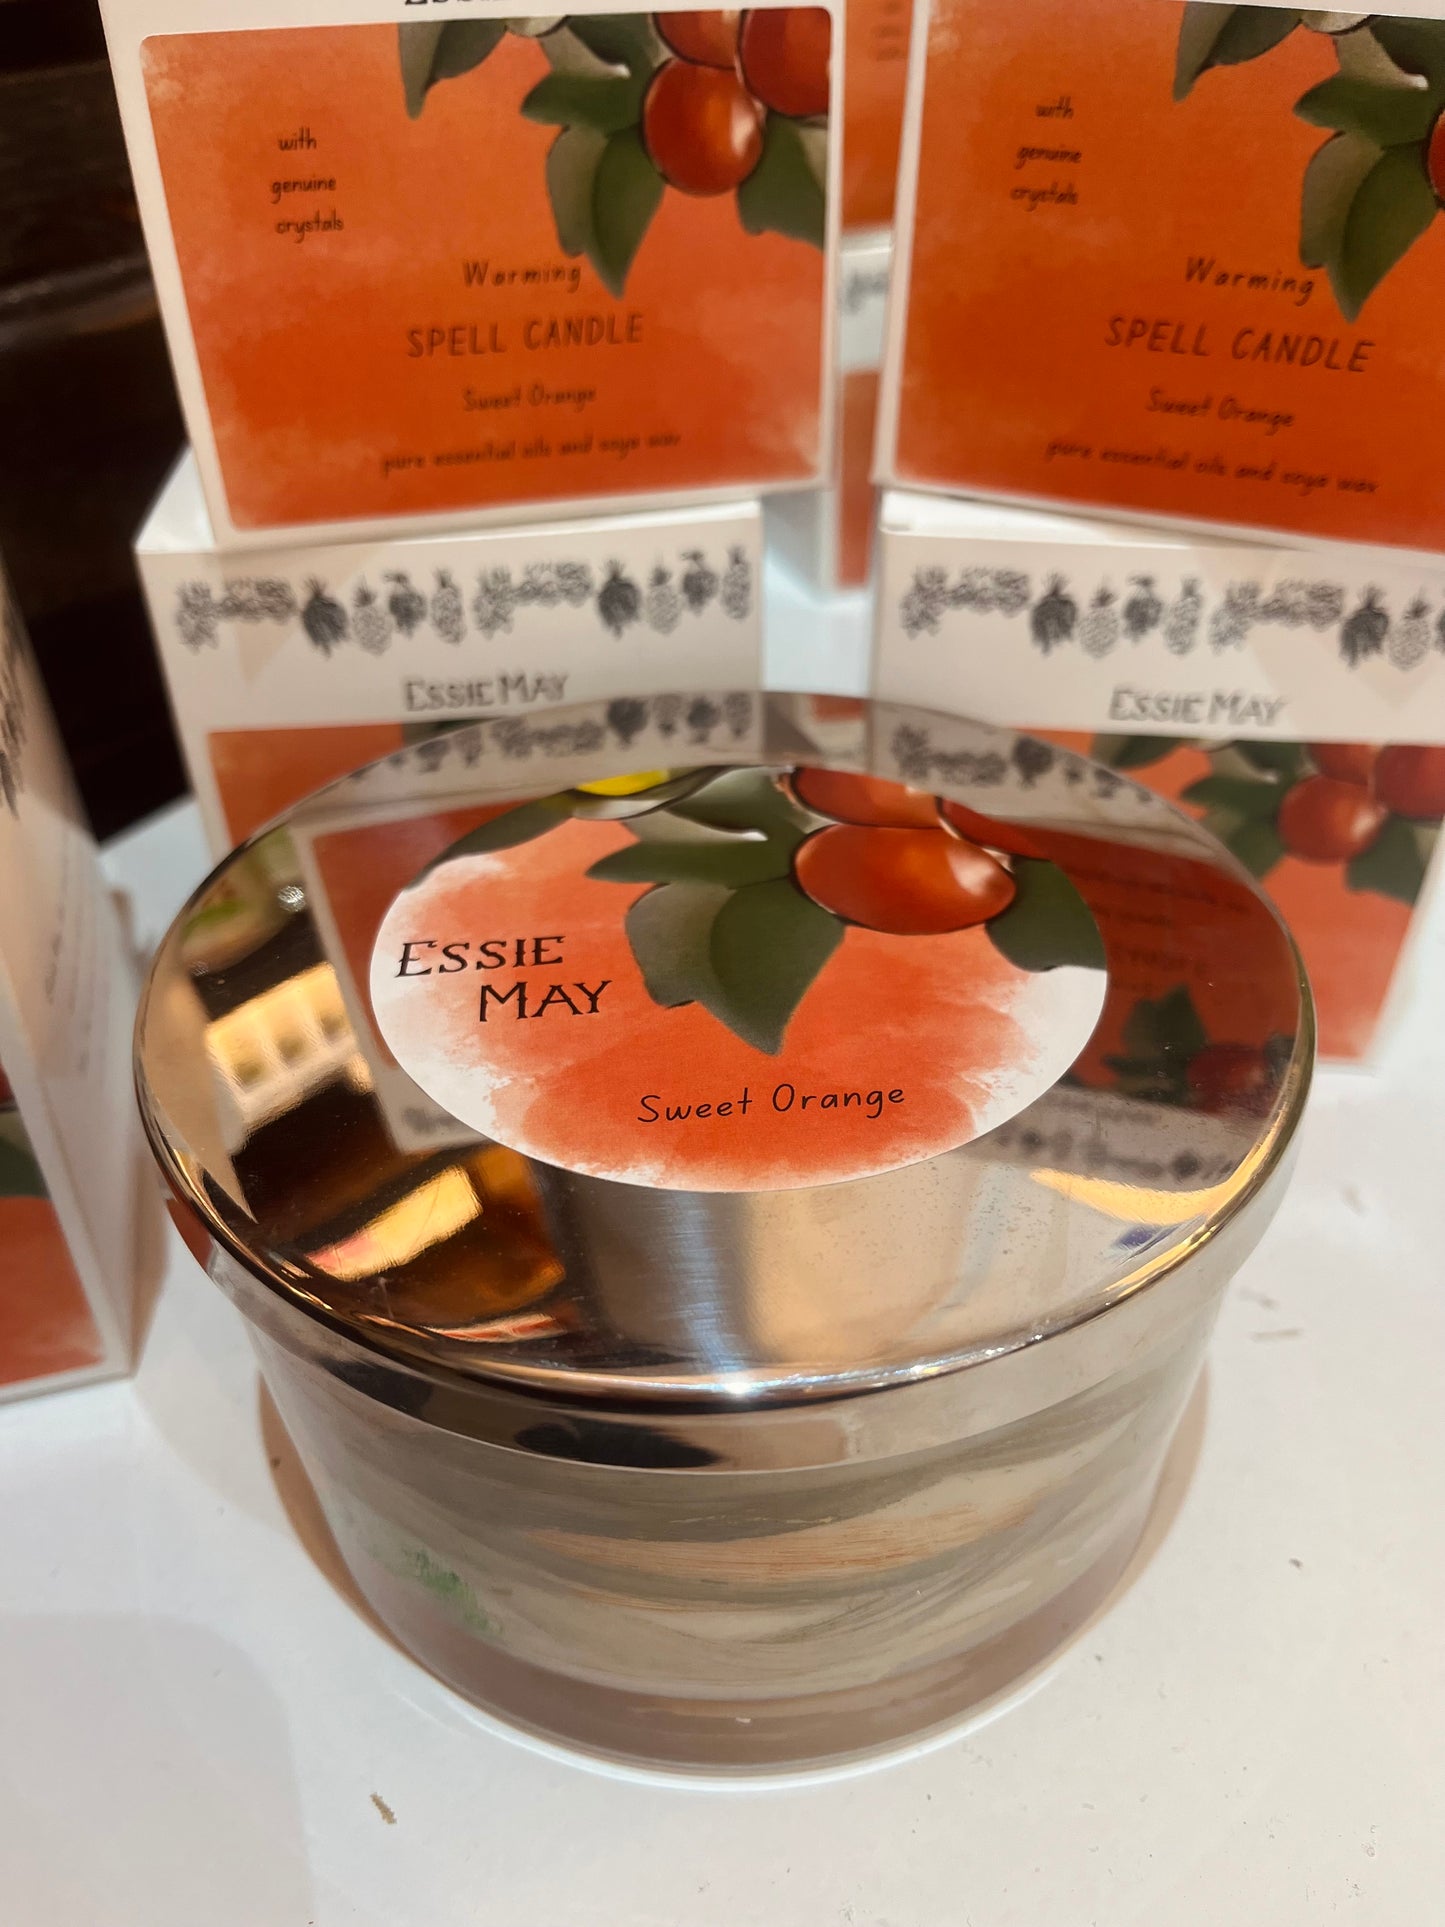 with
genuine
crystals
Warming
SPELL CANDLE
Sweet Orange
pure essential oils and soya wax
with
genuine
crystals
Warming
SPELL CANDLE
Sweet Orange
pure essential oils and soya wax
ESSIE MAY
ESSIE MAY
ESSIE
MAY
Sweet Orange